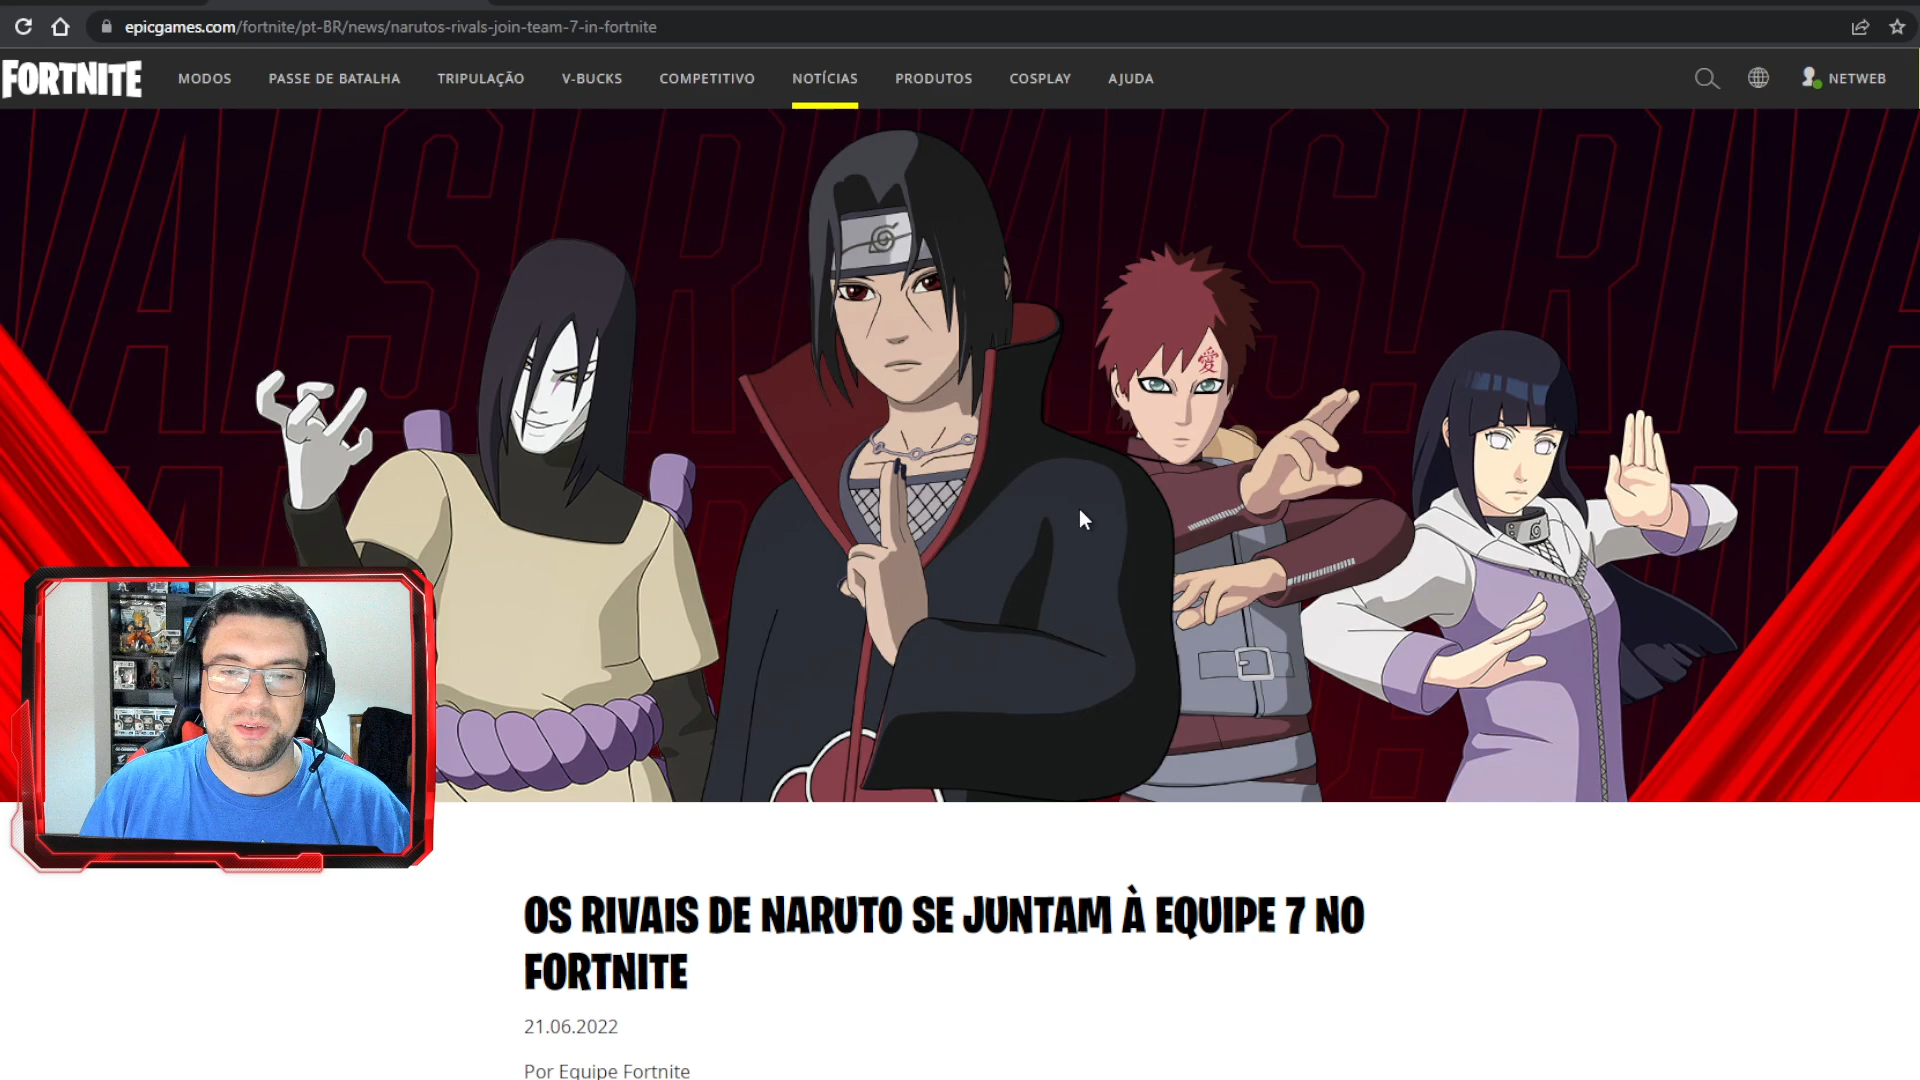 epicgames.com/fortnite/pt-BR/news/narutos-rivals-join-team-7-in-fortnite
FORTNITE MODOS PASSE DE BATALHA TRIPULAÇÃO V-BUCKS COMPETITIVO NOTÍCIAS PRODUTOS COSPLAY AJUDA NETWEB
愛
OS RIVAIS DE NARUTO SE JUNTAM À EQUIPE 7 NO
FORTNITE
21.06.2022
Por Equipe Fortnite